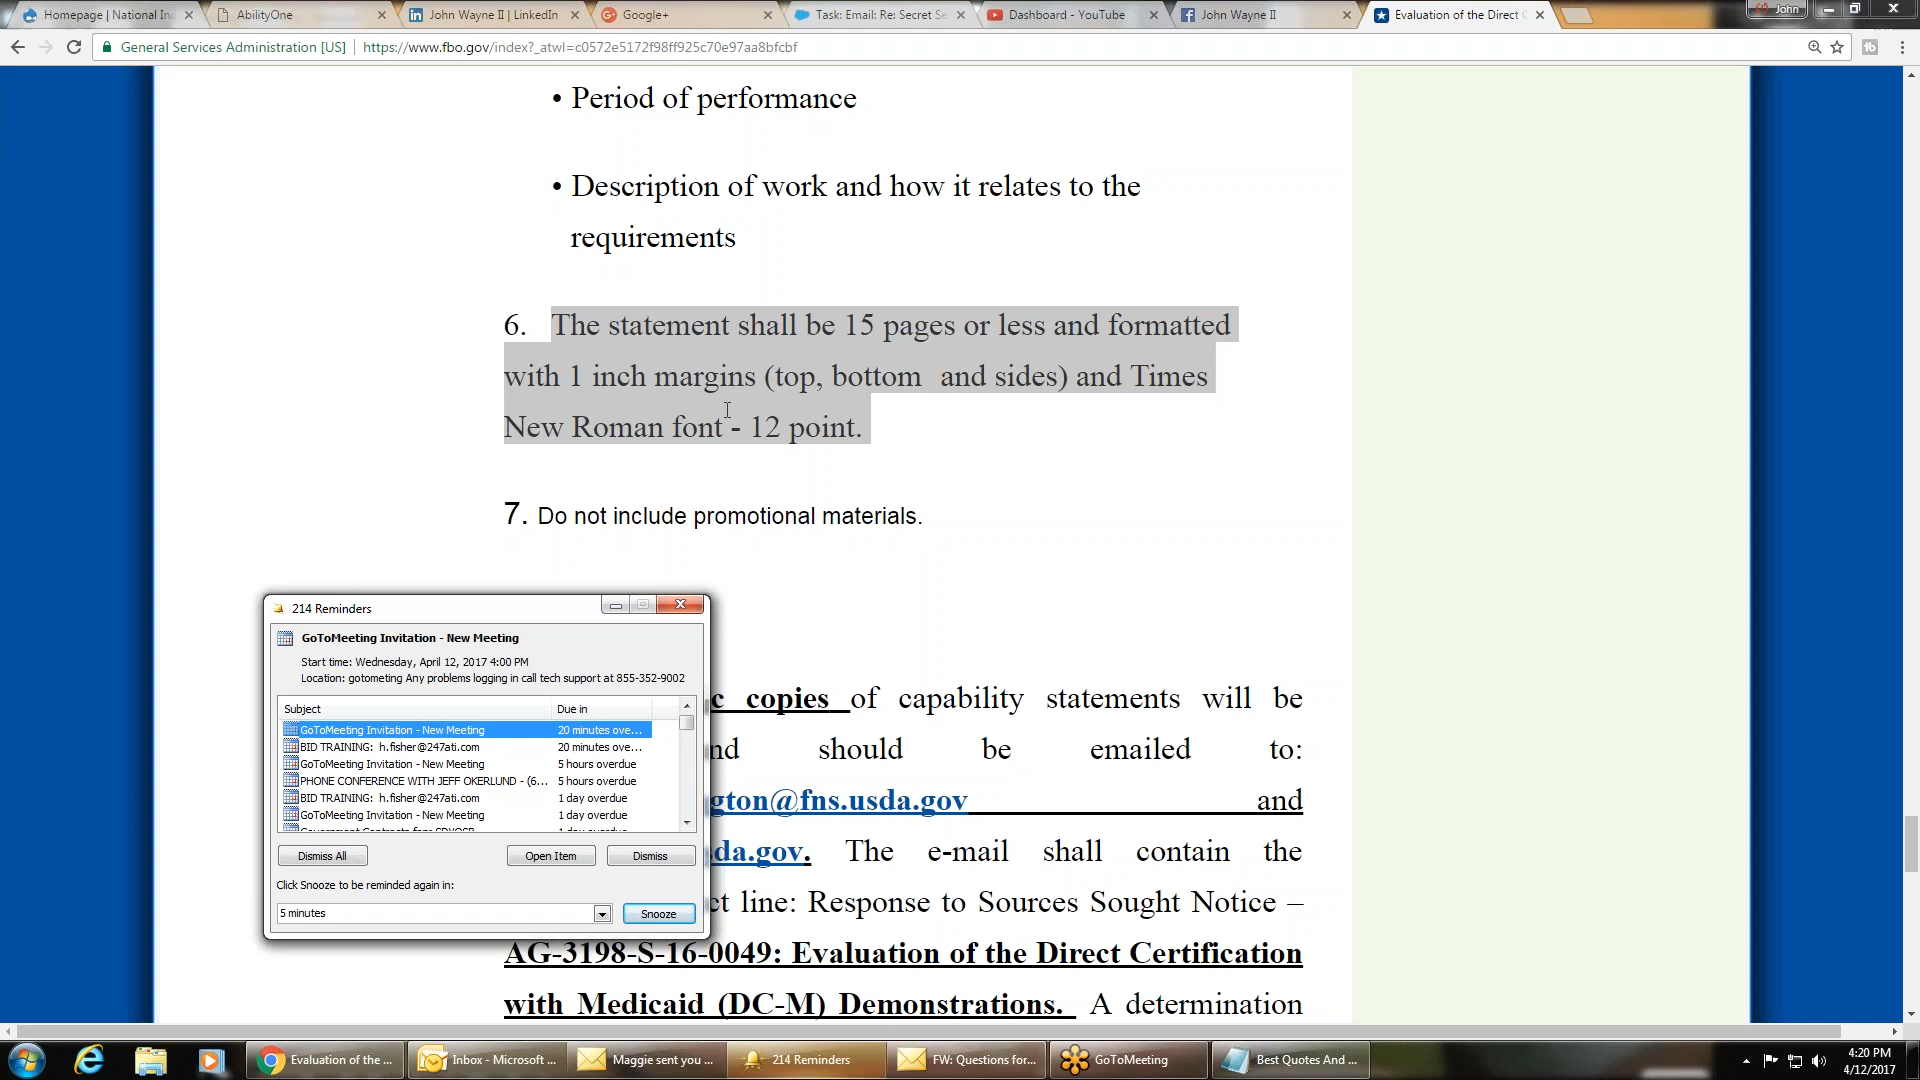 Homepage | National In
AbilityOne
John Wayne II | LinkedIn
Google+
Task: Email: Re: Secret Se
Dashboard - YouTube
John Wayne II
Evaluation of the Direct C
John
General Services Administration [US]
https://www.fbo.gov/index?_atwl=c0572e5172f98ff925c70e97aa8bfcbf
• Period of performance
• Description of work and how it relates to the
requirements
6. The statement shall be 15 pages or less and formatted
with 1 inch margins (top, bottom and sides) and Times
New Roman font - 12 point.
7. Do not include promotional materials.
214 Reminders
GoToMeeting Invitation - New Meeting
Start time: Wednesday, April 12, 2017 4:00 PM
Location: gotometing Any problems logging in call tech support at 855-352-9002
Subject Due in
GoToMeeting Invitation - New Meeting 20 minutes ove...
BID TRAINING: h.fisher@247ati.com 20 minutes ove...
GoToMeeting Invitation - New Meeting 5 hours overdue
PHONE CONFERENCE WITH JEFF OKERLUND - (6... 5 hours overdue
BID TRAINING: h.fisher@247ati.com 1 day overdue
GoToMeeting Invitation - New Meeting 1 day overdue
Dismiss All Open Item Dismiss
Click Snooze to be reminded again in:
5 minutes Snooze
c copies of capability statements will be
nd should be emailed to:
gton@fns.usda.gov and
da.gov. The e-mail shall contain the
ct line: Response to Sources Sought Notice –
AG-3198-S-16-0049: Evaluation of the Direct Certification
with Medicaid (DC-M) Demonstrations. A determination
Evaluation of the ...
Inbox - Microsoft ...
Maggie sent you ...
214 Reminders
FW: Questions for...
GoToMeeting
Best Quotes And ...
4:20 PM
4/12/2017